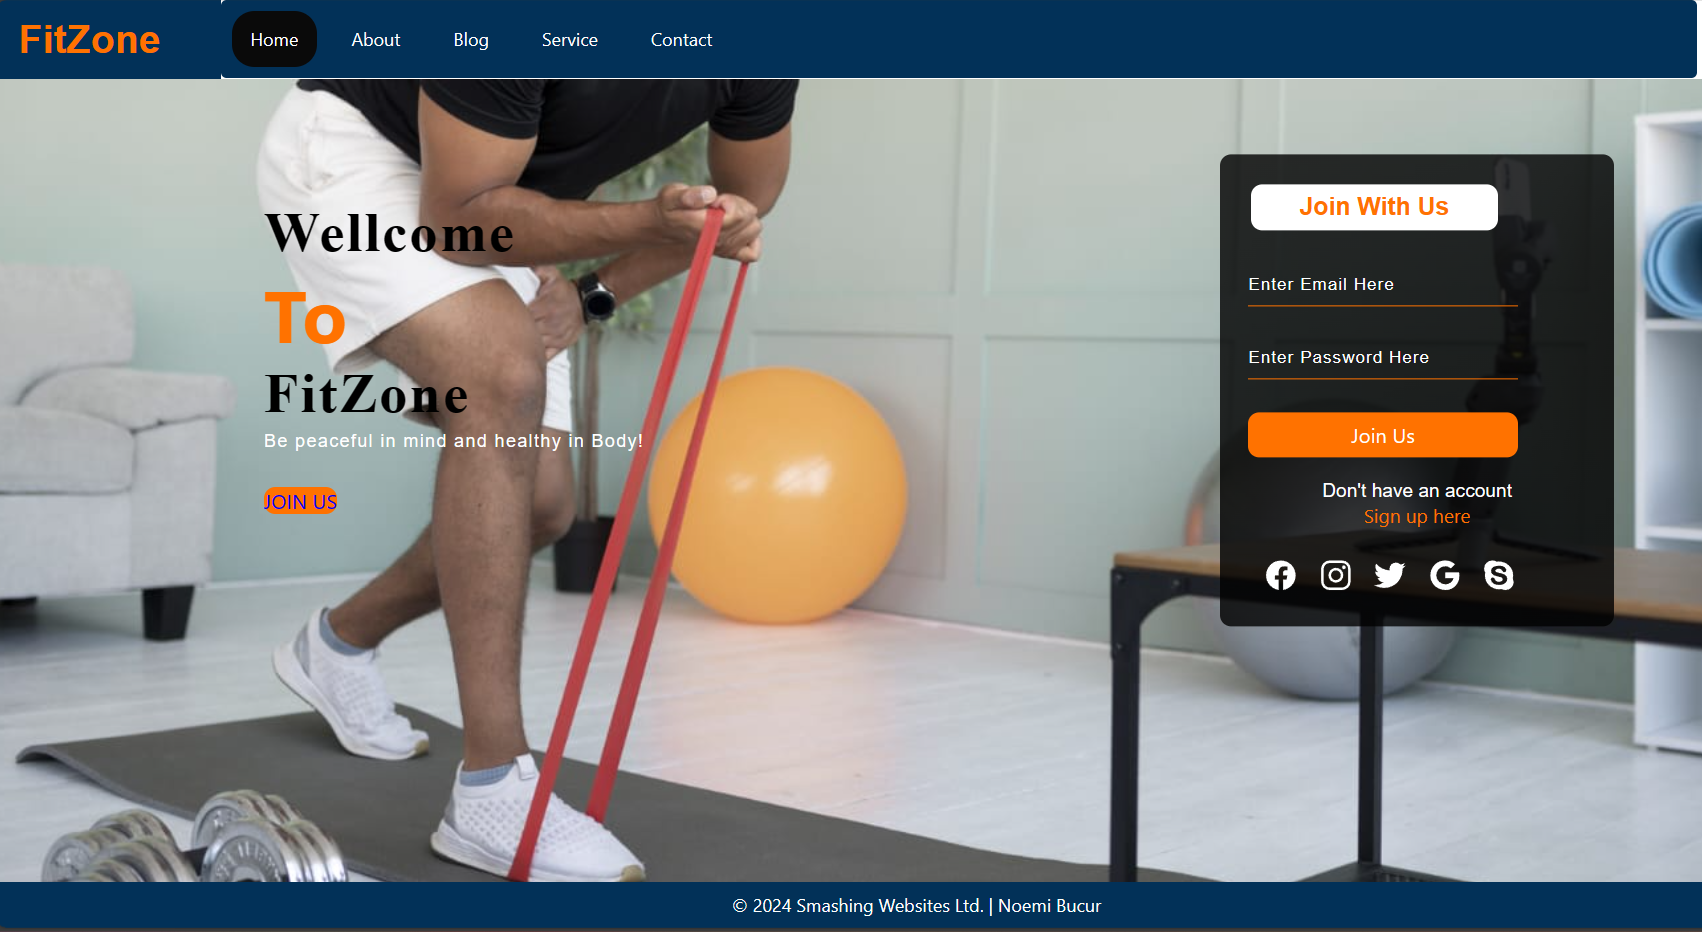 FitZone
Home About Blog Service Contact
Wellcome
To
FitZone
Be peaceful in mind and healthy in Body!
JOIN US
Join With Us
Enter Email Here
Enter Password Here
Join Us
Don't have an account
Sign up here
© 2024 Smashing Websites Ltd. | Noemi Bucur